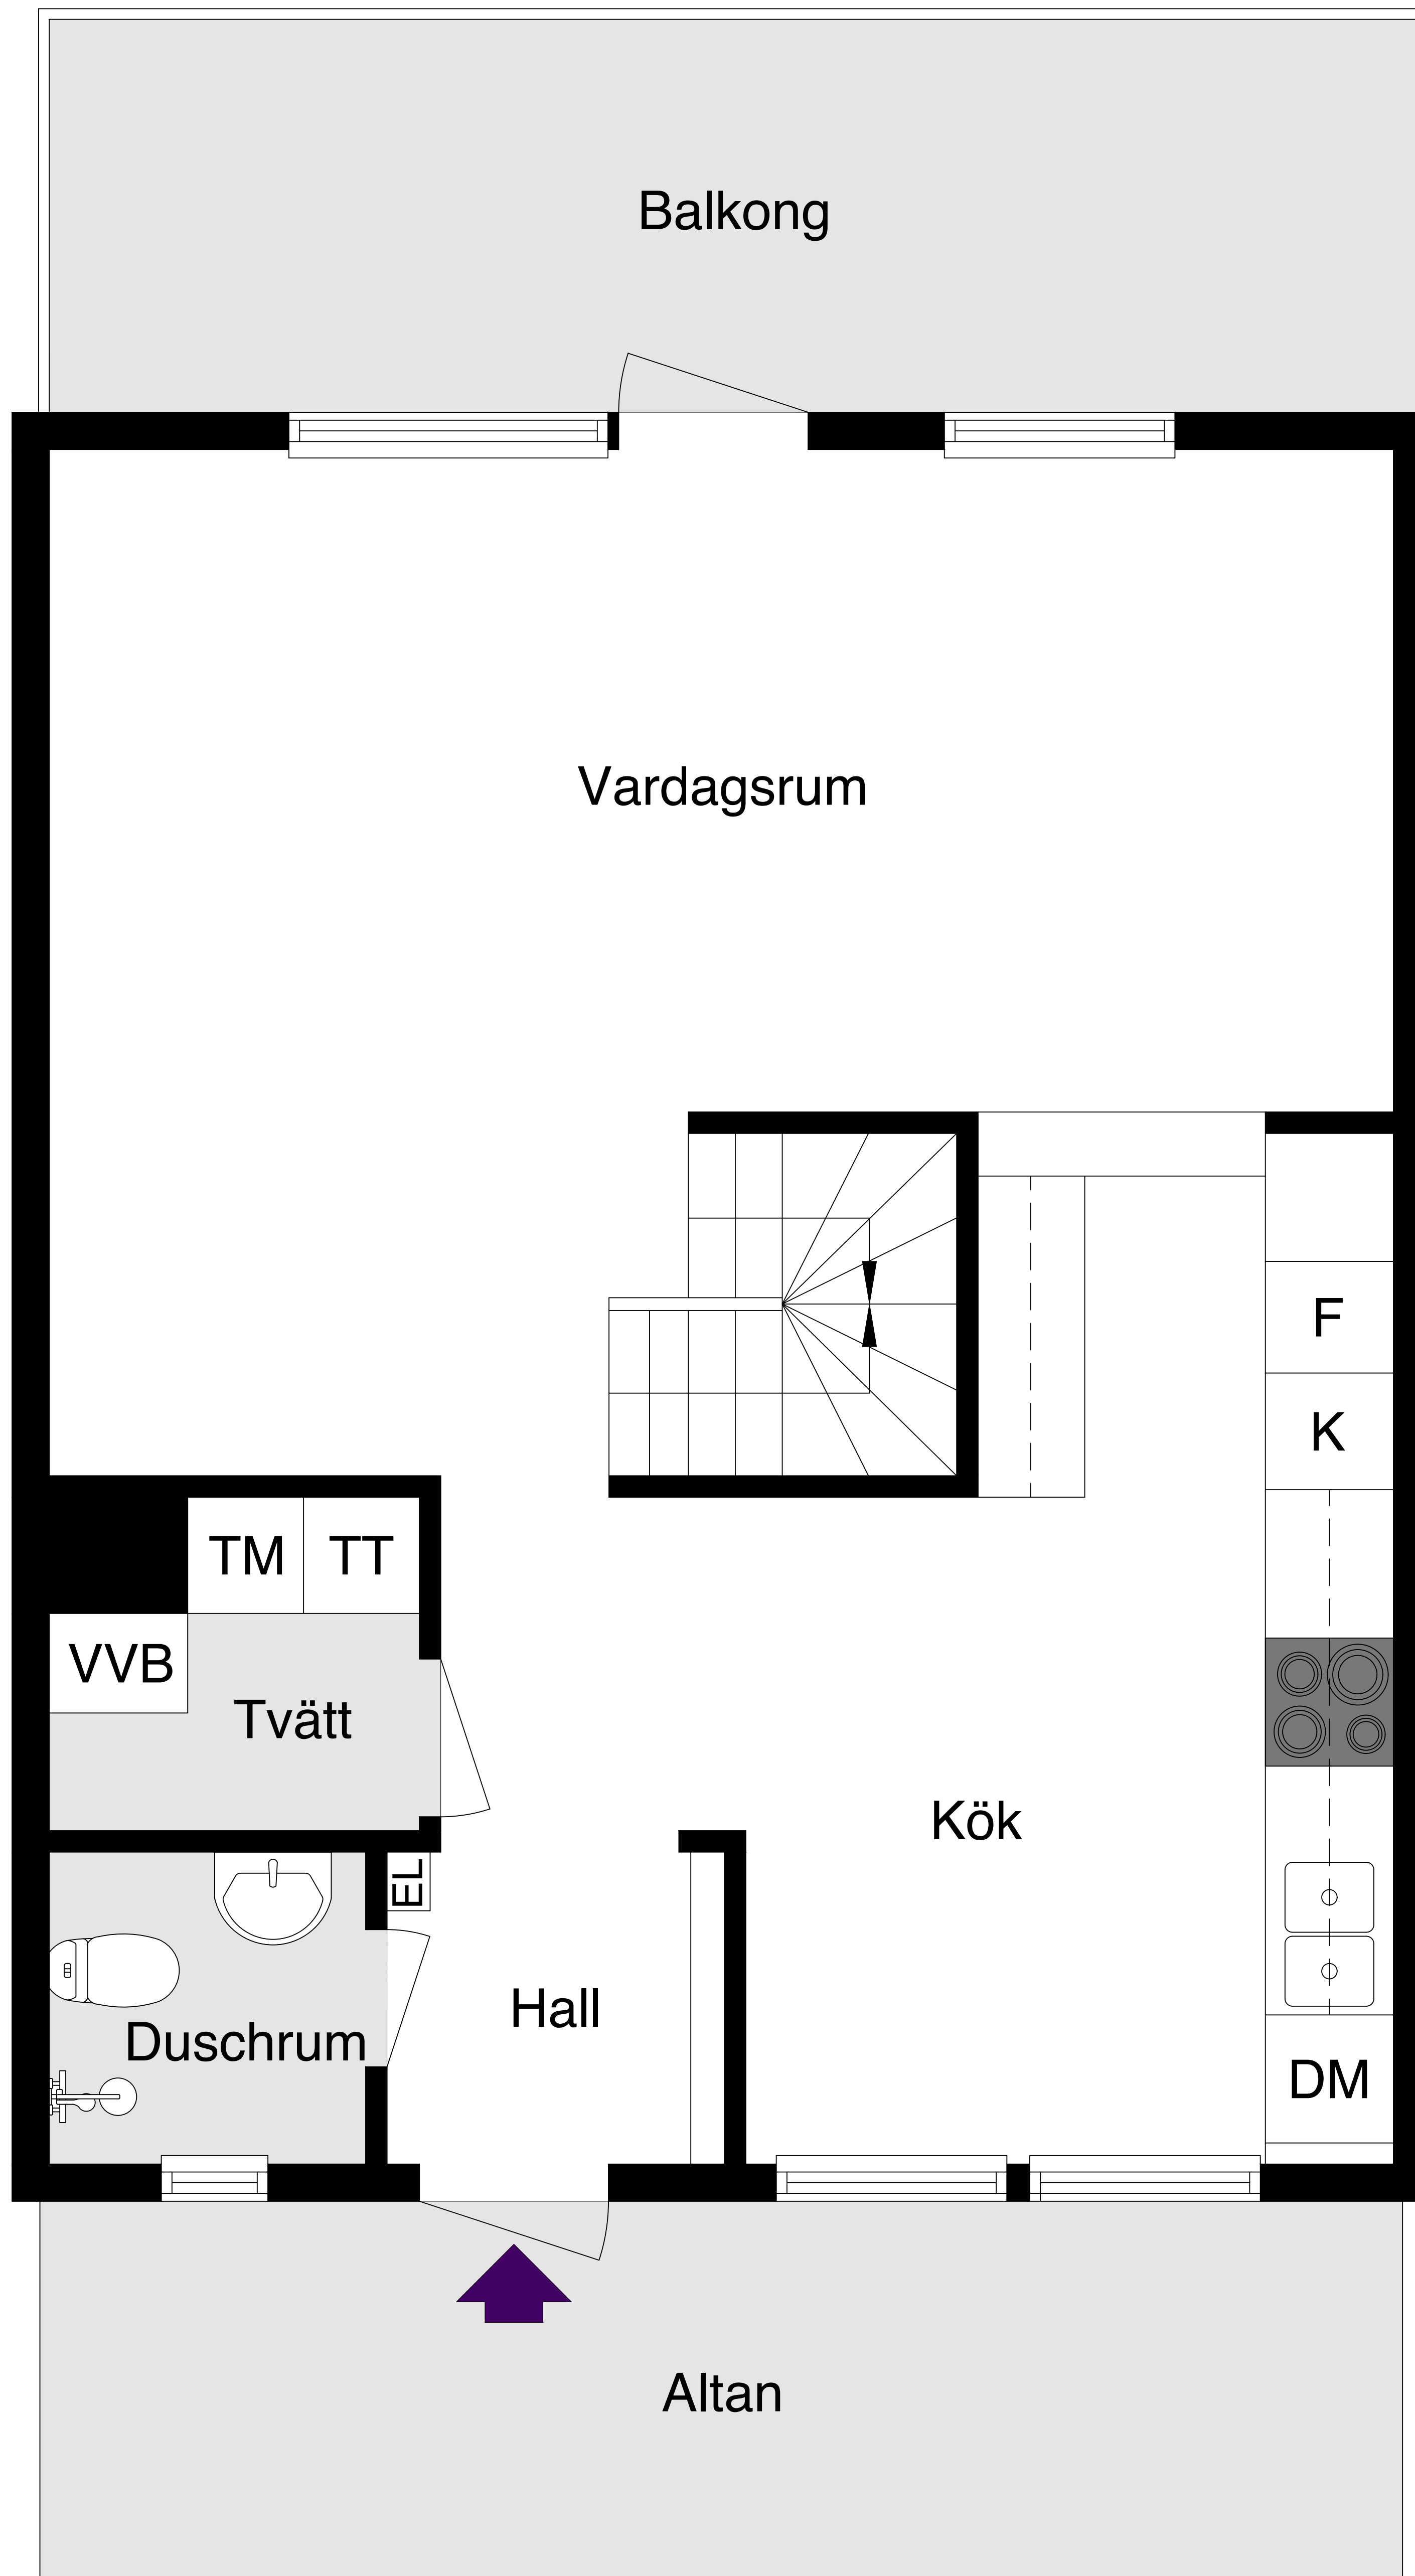 Balkong
Vardagsrum
F
K
TM TT
VVB
Tvätt
Kök
EL
Hall
Duschrum
DM
Altan